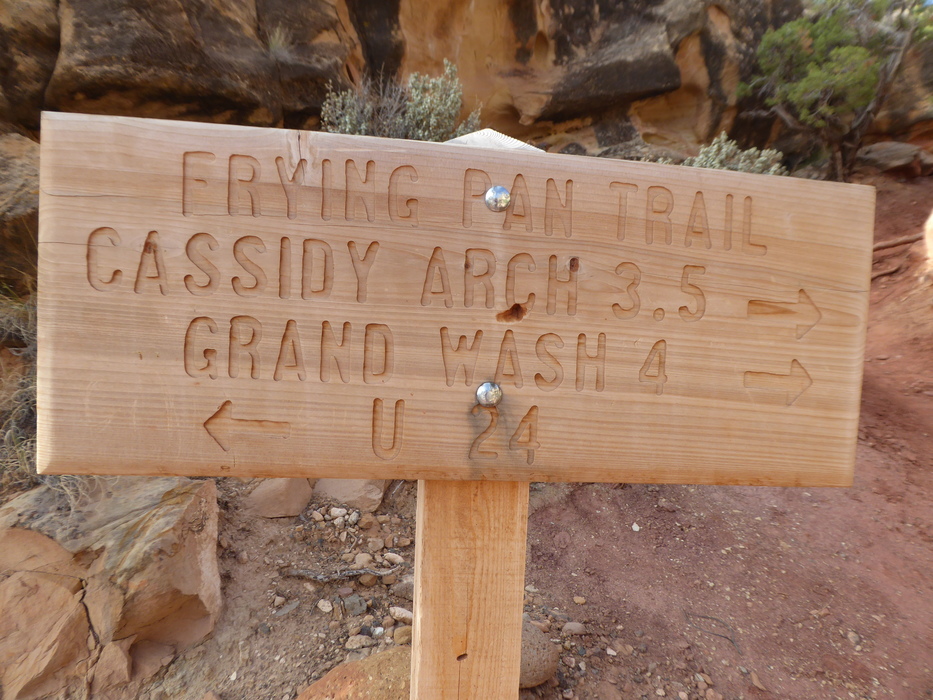 FRYING PAN TRAIL
CASSIDY ARCH 3.5 →
GRAND WASH 4 →
← U 24